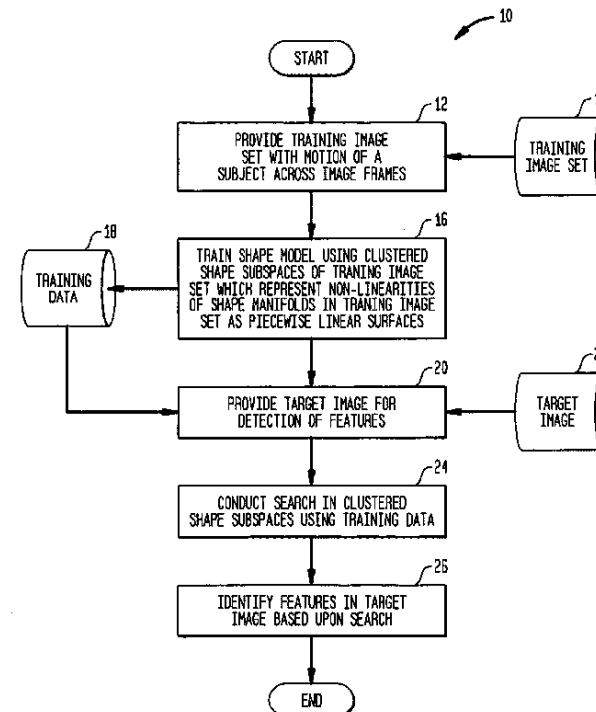 10
START
12
PROVIDE TRAINING IMAGE
SET WITH MOTION OF A
SUBJECT ACROSS IMAGE FRAMES
TRAINING
IMAGE SET
16
18
TRAIN SHAPE MODEL USING CLUSTERED
SHAPE SUBSPACES OF TRANING IMAGE
SET WHICH REPRESENT NON-LINEARITIES
OF SHAPE MANIFOLDS IN TRANING IMAGE
SET AS PIECEWISE LINEAR SURFACES
TRAINING
DATA
20
PROVIDE TARGET IMAGE FOR
DETECTION OF FEATURES
TARGET
IMAGE
24
CONDUCT SEARCH IN CLUSTERED
SHAPE SUBSPACES USING TRAINING DATA
26
IDENTIFY FEATURES IN TARGET
IMAGE BASED UPON SEARCH
END